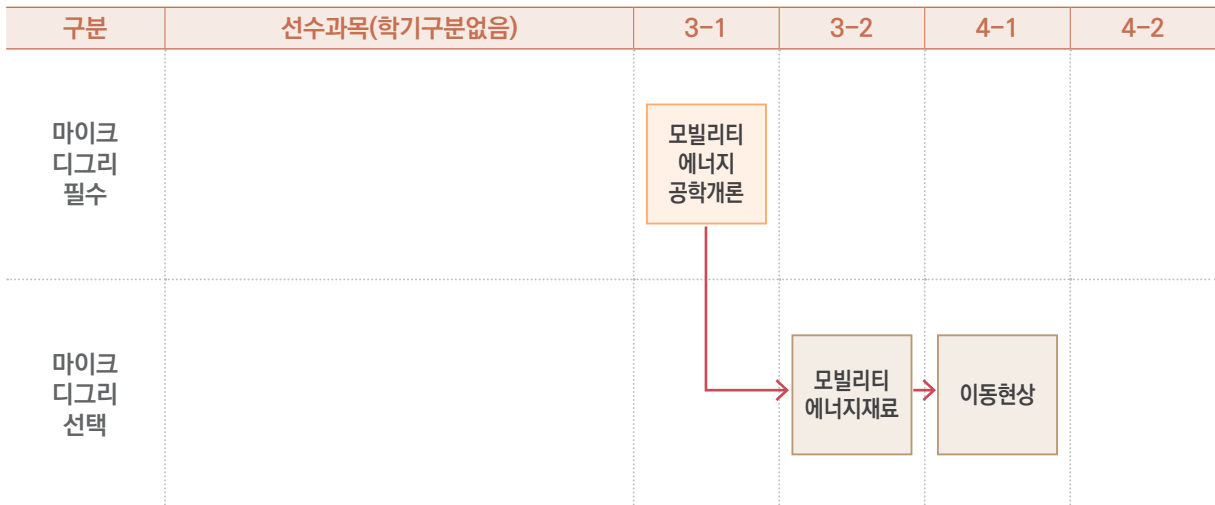 구분 선수과목(학기구분없음) 3-1 3-2 4-1 4-2
마이크
디그리
필수
모빌리티
에너지
공학개론
마이크
디그리
선택
모빌리티
에너지재료
이동현상